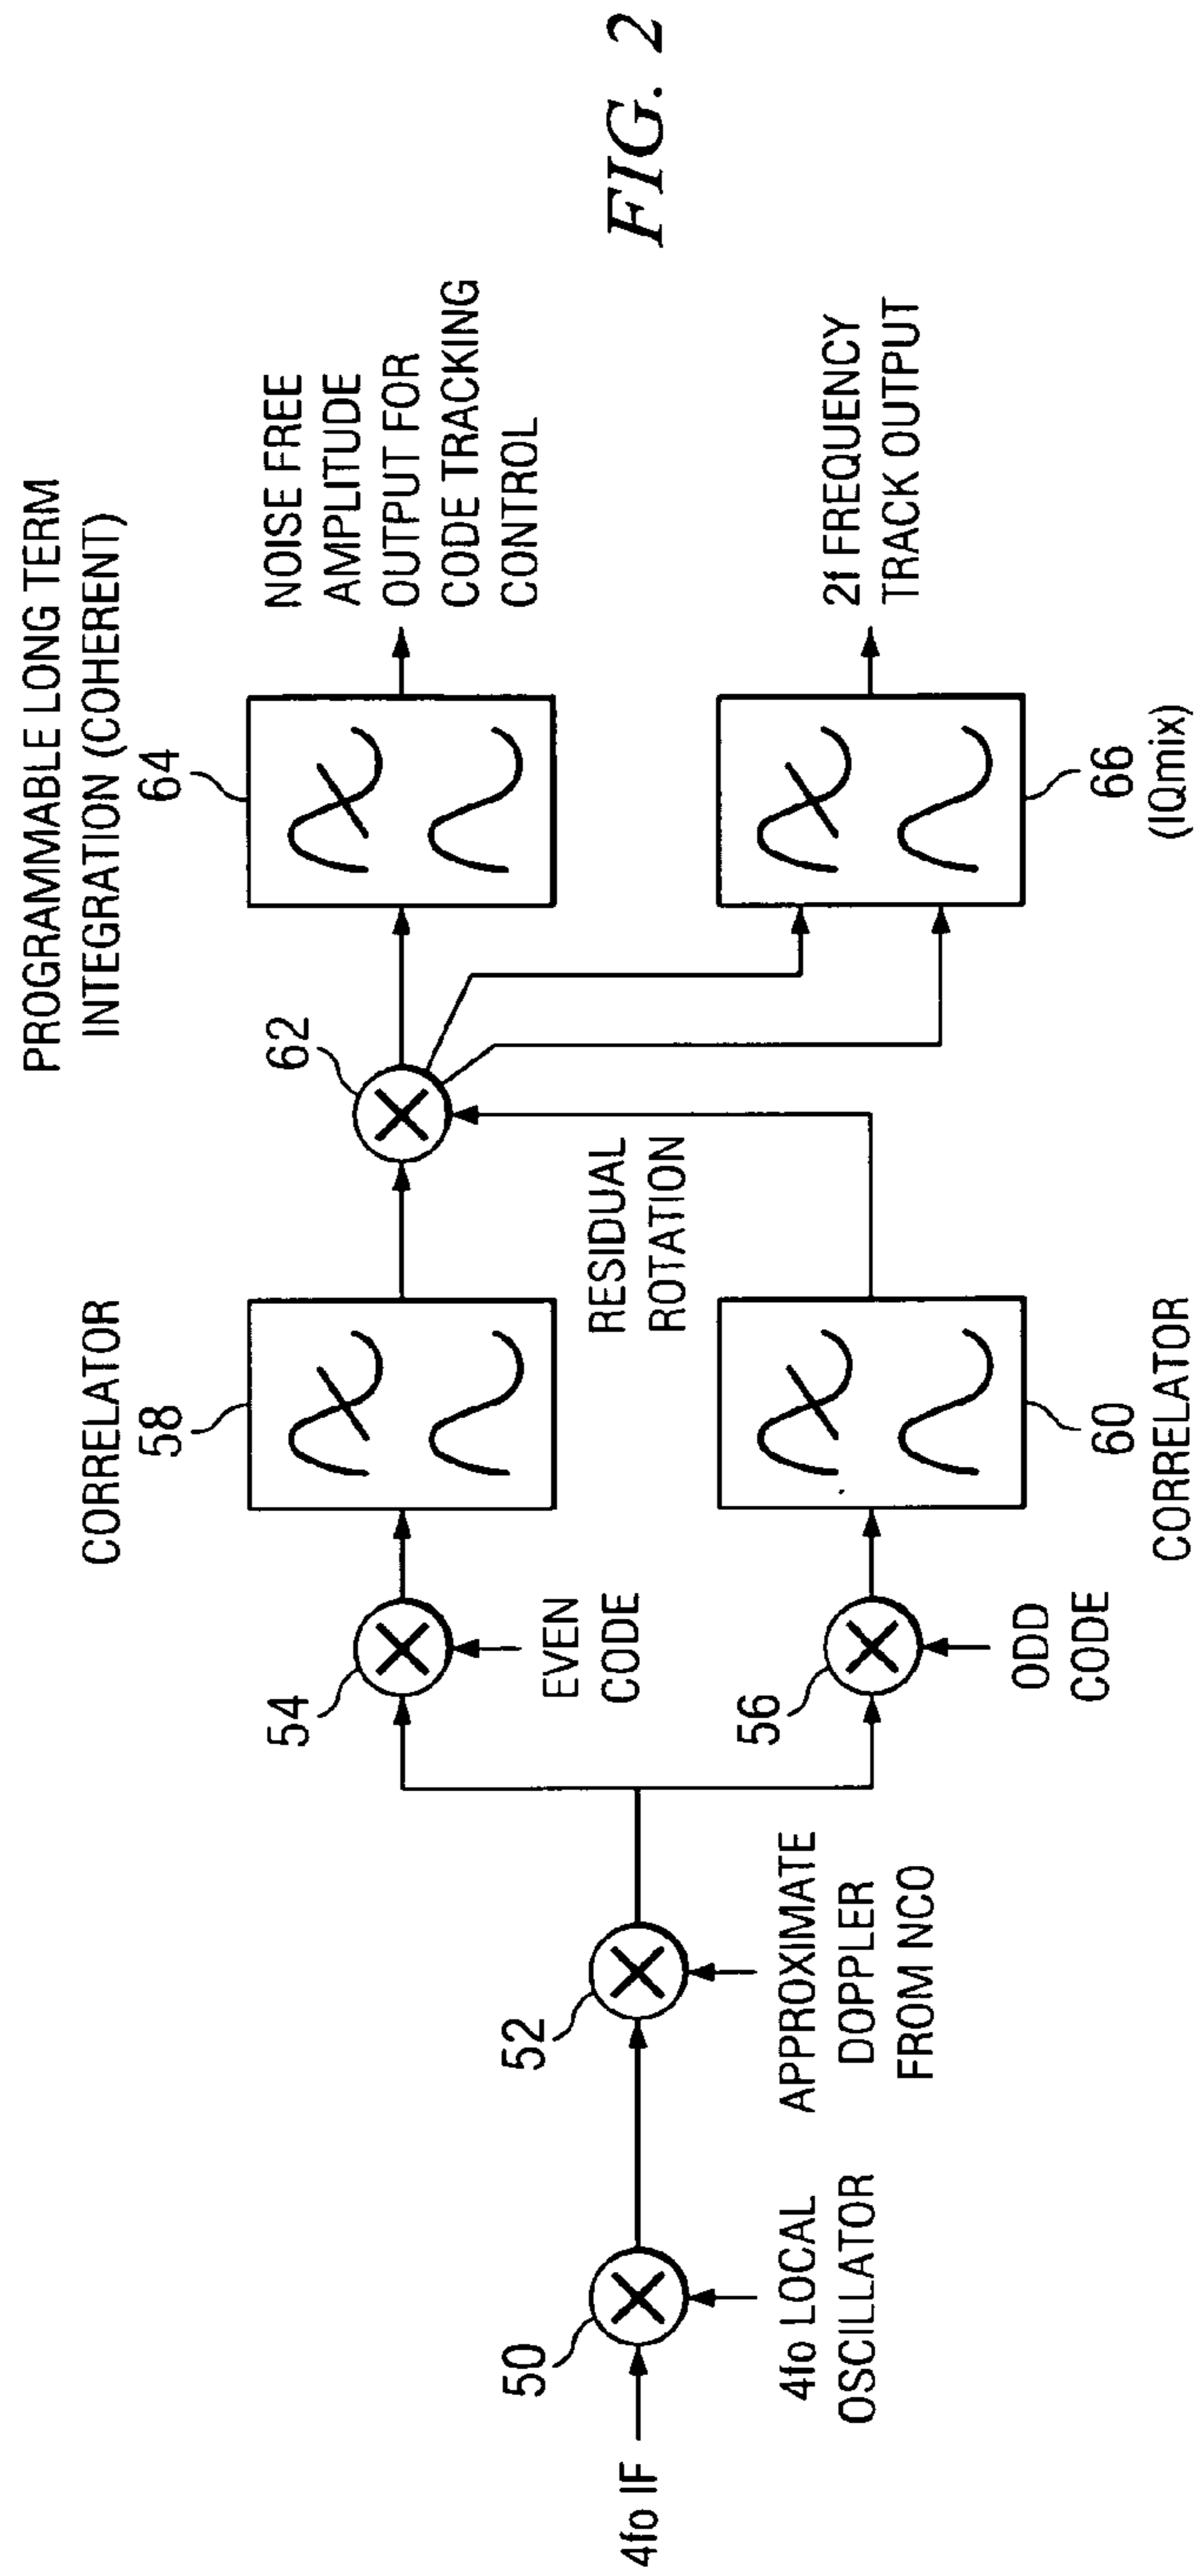 PROGRAMMABLE LONG TERM
INTEGRATION (COHERENT)
CORRELATOR
58
64
NOISE FREE
AMPLITUDE
OUTPUT FOR
CODE TRACKING
CONTROL
54
62
EVEN
CODE
4fo IF
50
52
4fo LOCAL
OSCILLATOR
APPROXIMATE
DOPPLER
FROM NCO
RESIDUAL
ROTATION
56
ODD
CODE
60
CORRELATOR
66
(IQmix)
2f FREQUENCY
TRACK OUTPUT
FIG. 2